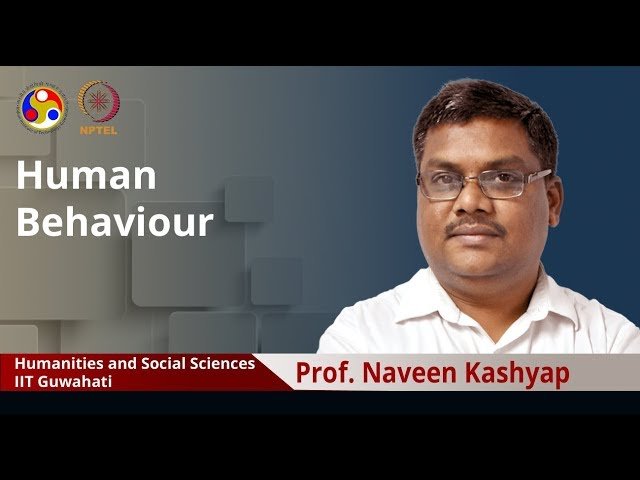 NPTEL
Human
Behaviour
Humanities and Social Sciences
IIT Guwahati
Prof. Naveen Kashyap